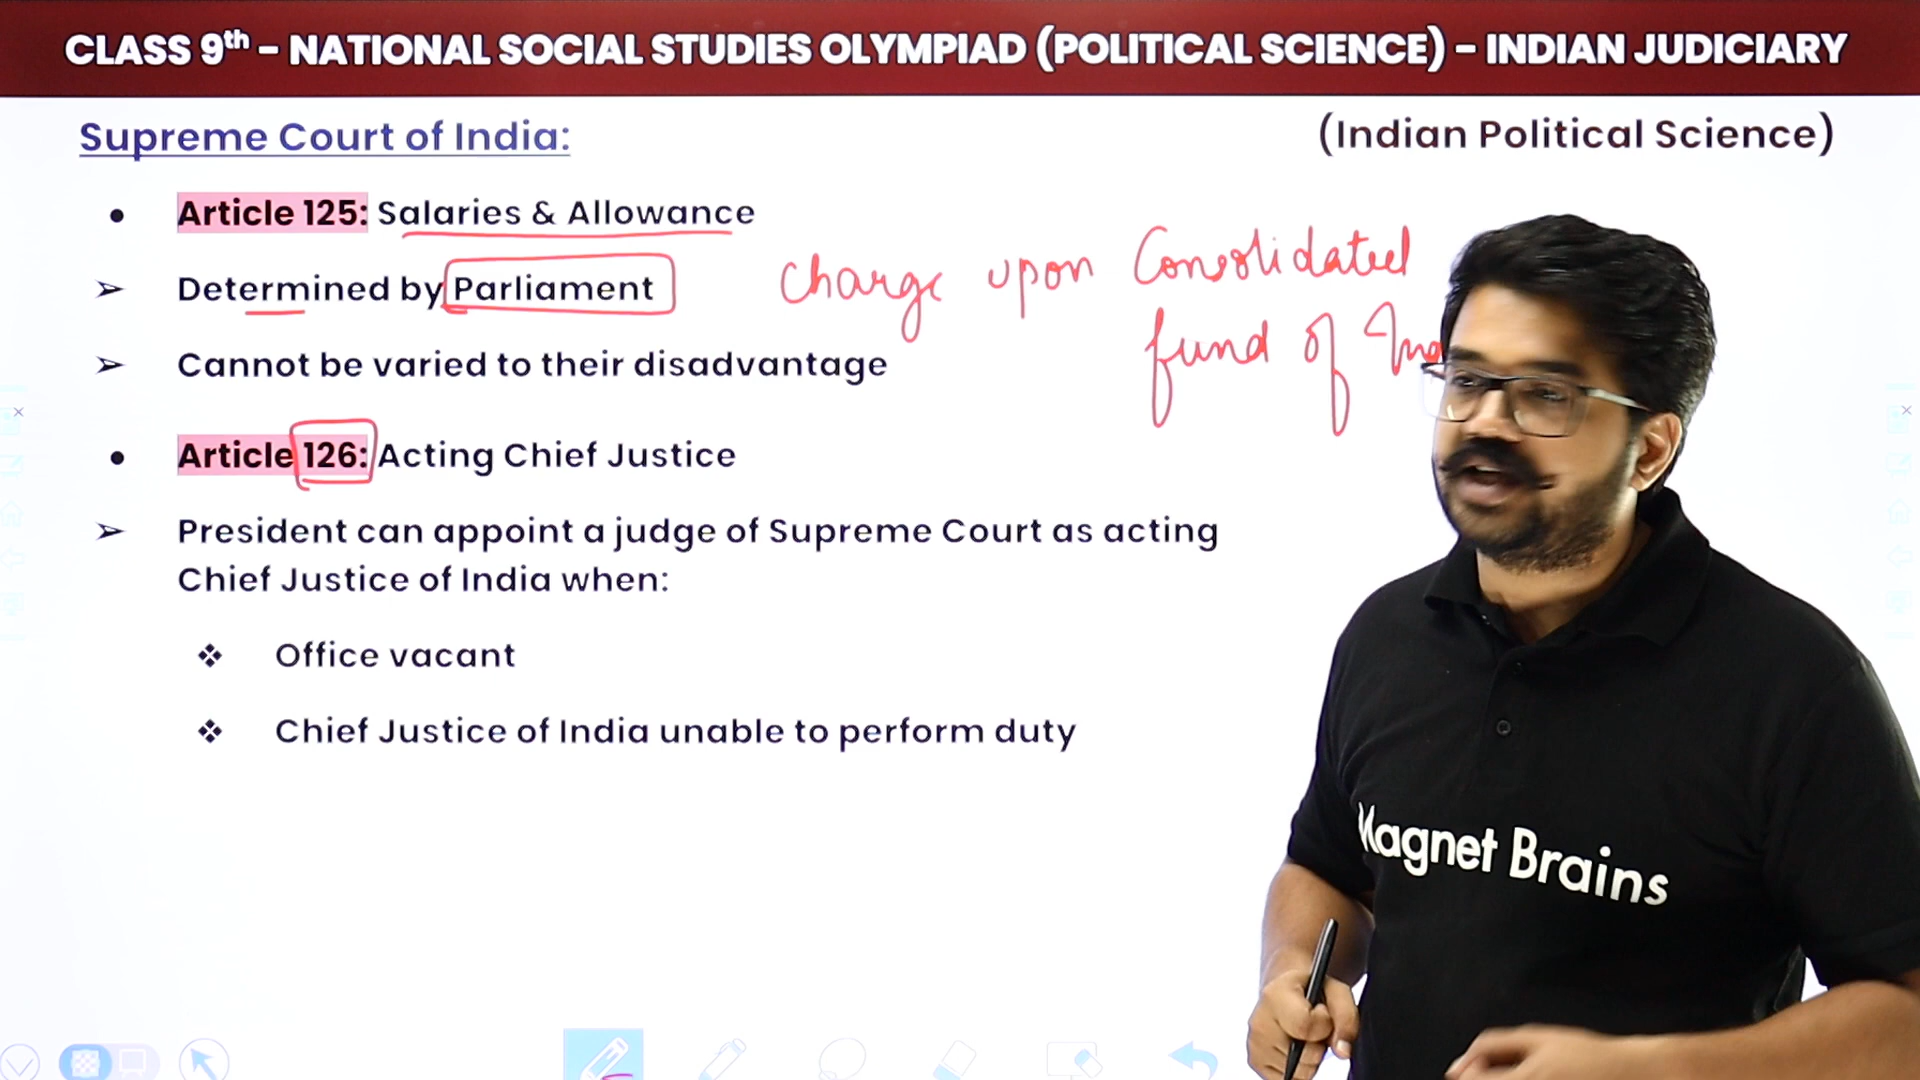 CLASS 9th – NATIONAL SOCIAL STUDIES OLYMPIAD (POLITICAL SCIENCE) – INDIAN JUDICIARY
Supreme Court of India:
(Indian Political Science)
• Article 125: Salaries & Allowance
➢ Determined by Parliament
Charge upon Consolidated
fund of
➢ Cannot be varied to their disadvantage
• Article 126: Acting Chief Justice
➢ President can appoint a judge of Supreme Court as acting
Chief Justice of India when:
❖ Office vacant
❖ Chief Justice of India unable to perform duty
Magnet Brains